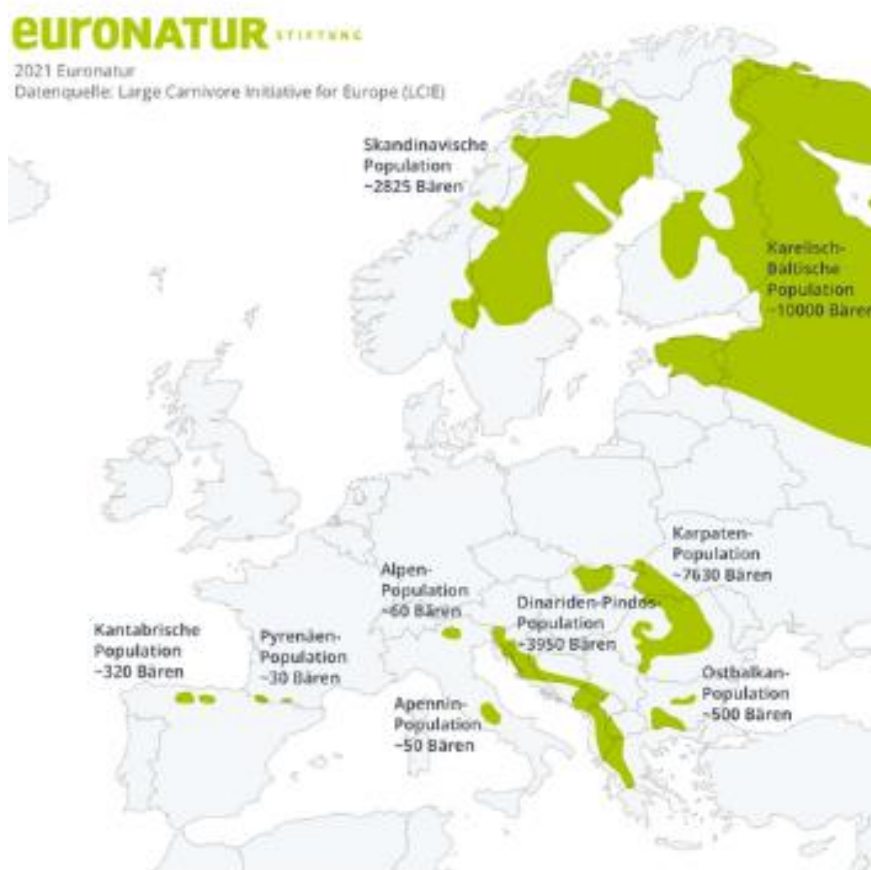 euronatur STIFTUNG
2021 Euronatur
Datenquelle: Large Carnivore Initiative for Europe (LCIE)
Skandinavische
Population
~2825 Bären
Karelisch-
Baltische
Population
~10000 Bären
Karpaten-
Population
~7630 Bären
Alpen-
Population
~60 Bären
Dinariden-Pindos-
Population
~3950 Bären
Kantabrische
Population
~320 Bären
Pyrenäen-
Population
~30 Bären
Ostbalkan-
Population
~500 Bären
Apennin-
Population
~50 Bären